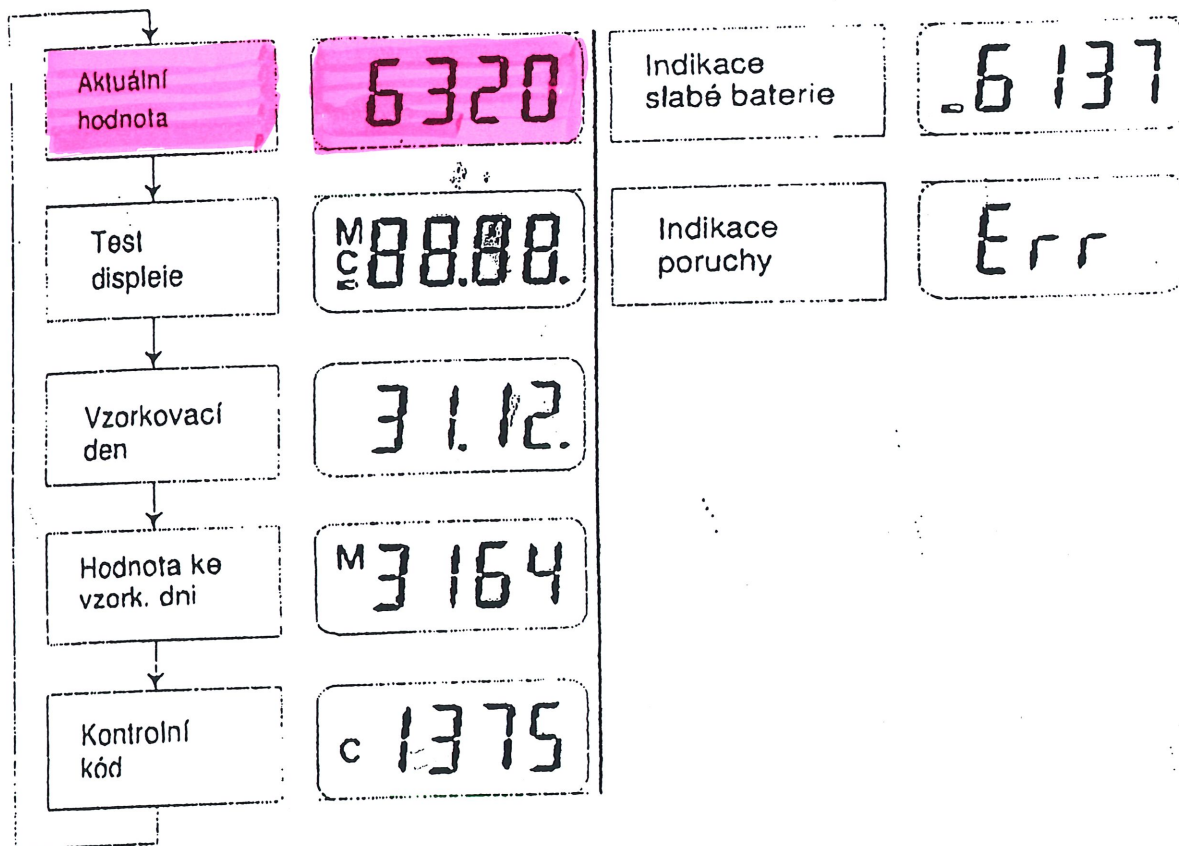 Aktuální
hodnota
6320
Test
displeje
M
C
88.88.
Vzorkovací
den
31.12.
Hodnota ke
vzork. dni
M 3164
Kontrolní
kód
C 1375
Indikace
slabé baterie
6137
Indikace
poruchy
Err